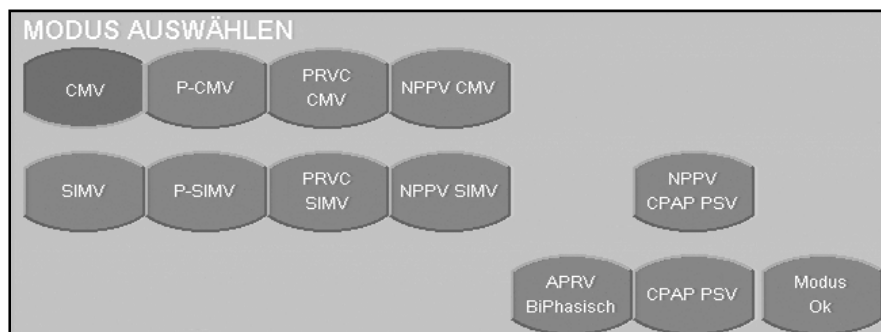 MODUS AUSWÄHLEN
CMV
P-CMV
PRVC
CMV
NPPV CMV
SIMV
P-SIMV
PRVC
SIMV
NPPV SIMV
NPPV
CPAP PSV
APRV
BiPhasisch
CPAP PSV
Modus
Ok